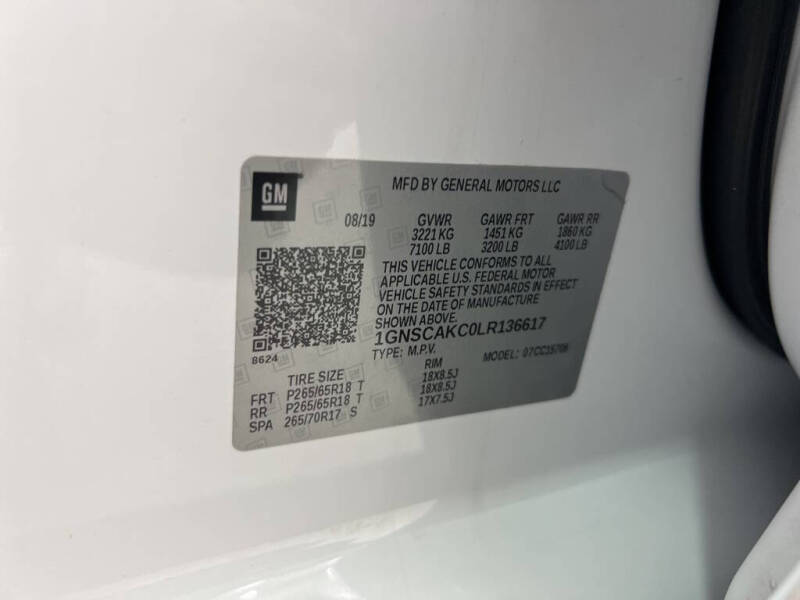 GM
MFD BY GENERAL MOTORS LLC
08/19 GVWR GAWR FRT GAWR RR
3221 KG 1451 KG 1860 KG
7100 LB 3200 LB 4100 LB
THIS VEHICLE CONFORMS TO ALL
APPLICABLE U.S. FEDERAL MOTOR
VEHICLE SAFETY STANDARDS IN EFFECT
ON THE DATE OF MANUFACTURE
SHOWN ABOVE.
1GNSCAKC0LR136617
8624
TYPE: M.P.V. MODEL: 07CC15706
TIRE SIZE RIM
FRT P265/65R18 T 18X8.5J
RR P265/65R18 T 18X8.5J
SPA 265/70R17 S 17X7.5J